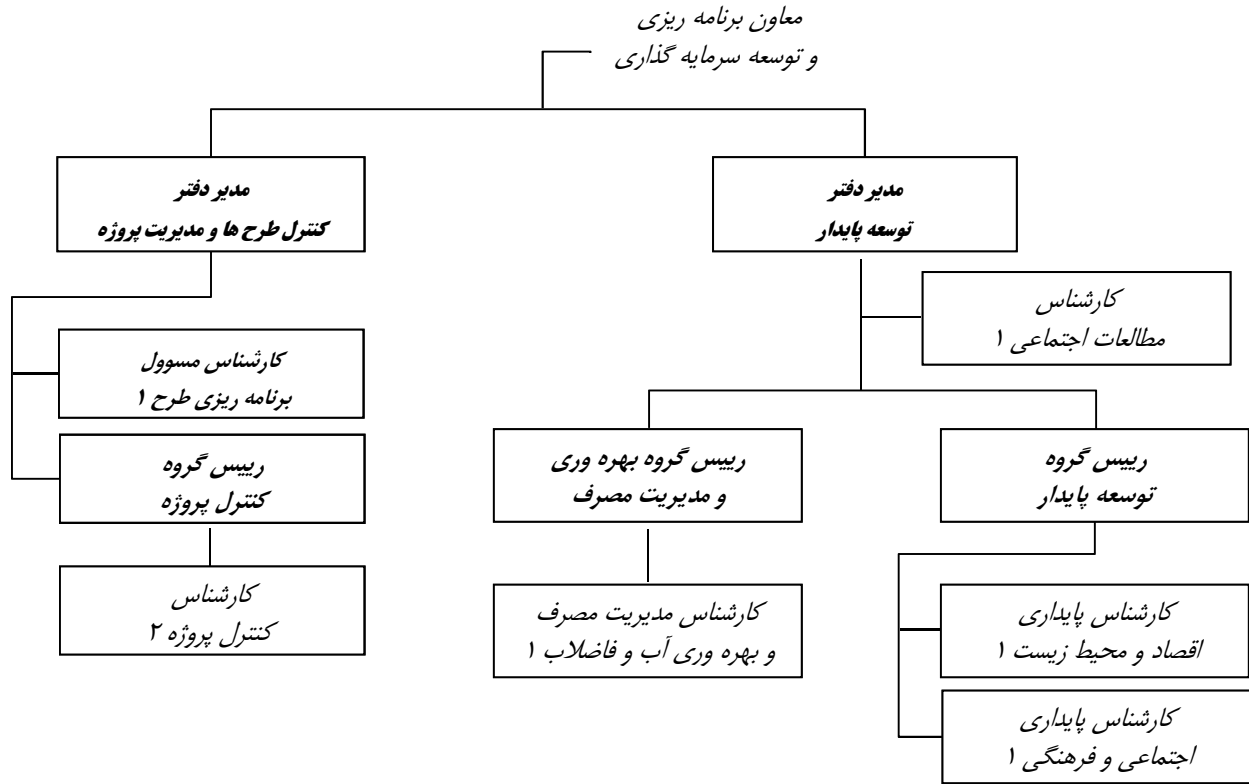 معاون برنامه ریزی
و توسعه سرمایه گذاری
مدیر دفتر
توسعه پایدار
مدیر دفتر
کنترل طرح ها و مدیریت پروژه
کارشناس
مطالعات اجتماعی ۱
کارشناس مسوول
برنامه ریزی طرح ۱
رییس گروه
توسعه پایدار
رییس گروه بهره وری
و مدیریت مصرف
رییس گروه
کنترل پروژه
کارشناس پایداری
اقتصاد و محیط زیست ۱
کارشناس مدیریت مصرف
و بهره وری آب و فاضلاب ۱
کارشناس
کنترل پروژه ۲
کارشناس پایداری
اجتماعی و فرهنگی ۱